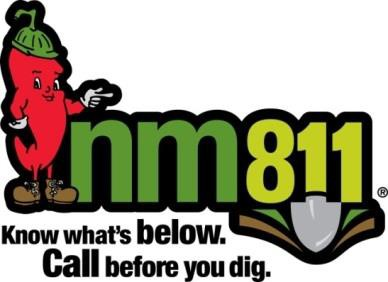 nm811®
Know what's below.
Call before you dig.